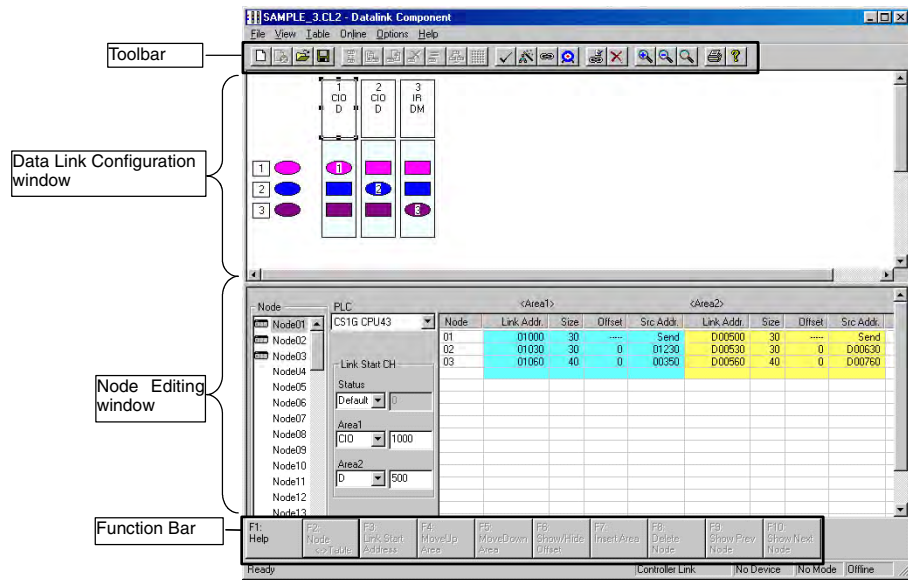 SAMPLE_3.CL2 - Datalink Component
File View Table Online Options Help
Toolbar
1 2 3
CIO CIO IR
D D DM
Data Link Configuration
window
1 1
2 2
3 3
Node PLC <Area1> <Area2>
CS1G CPU43
Node Link Addr. Size Offset Src Addr. Link Addr. Size Offset Src Addr.
01 01000 30 ----- Send D00500 30 ----- Send
02 01030 30 0 01230 D00530 30 0 D00630
03 01060 40 0 00350 D00560 40 0 D00760
Node01
Node02
Node03
Node04
Node05
Node06
Node07
Node08
Node09
Node10
Node11
Node12
Node13
Link Start CH
Status
Default 0
Area1
CIO 1000
Area2
D 500
Node Editing
window
Function Bar
F1: Help
F2: Node <->Table
F3: Link Start Address
F4: MoveUp Area
F5: MoveDown Area
F6: Show/Hide Offset
F7: Insert Area
F8: Delete Node
F9: Show Prev Node
F10: Show Next Node
Ready Controller Link No Device No Mode Offline